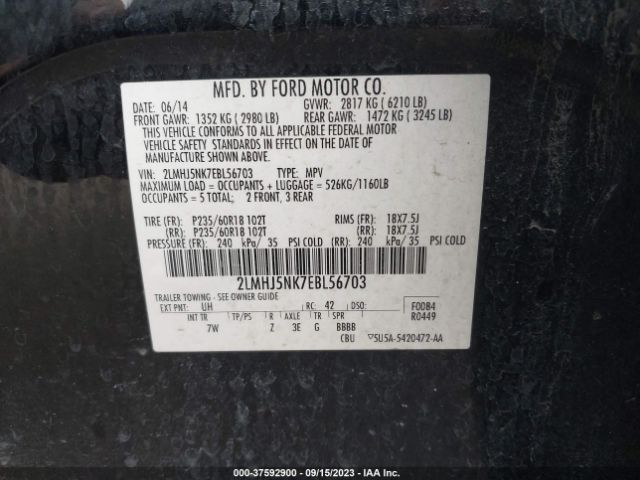 MFD. BY FORD MOTOR CO.
DATE: 06/14 GVWR: 2817 KG ( 6210 LB)
FRONT GAWR: 1352 KG ( 2980 LB) REAR GAWR: 1472 KG ( 3245 LB)
THIS VEHICLE CONFORMS TO ALL APPLICABLE FEDERAL MOTOR
VEHICLE SAFETY STANDARDS IN EFFECT ON THE DATE OF
MANUFACTURE SHOWN ABOVE.
VIN: 2LMHJ5NK7EBL56703 TYPE: MPV
MAXIMUM LOAD = OCCUPANTS + LUGGAGE = 526KG/1160LB
OCCUPANTS = 5 TOTAL; 2 FRONT, 3 REAR
TIRE (FR): P235/60R18 102T RIMS (FR): 18X7.5J
(RR): P235/60R18 102T (RR): 18X7.5J
PRESSURE (FR): 240 kPa/ 35 PSI COLD (RR): 240 kPa/ 35 PSI COLD
2LMHJ5NK7EBL56703
TRAILER TOWING - SEE OWNER GUIDE
EXT PNT: UH RC: 42 DSO: F0084
INT TR TP/PS R AXLE TR SPR R0449
7W Z 3E G BBBB
CBU ▽5U5A-5420472-AA
000-37592900 - 09/15/2023 - IAA Inc.